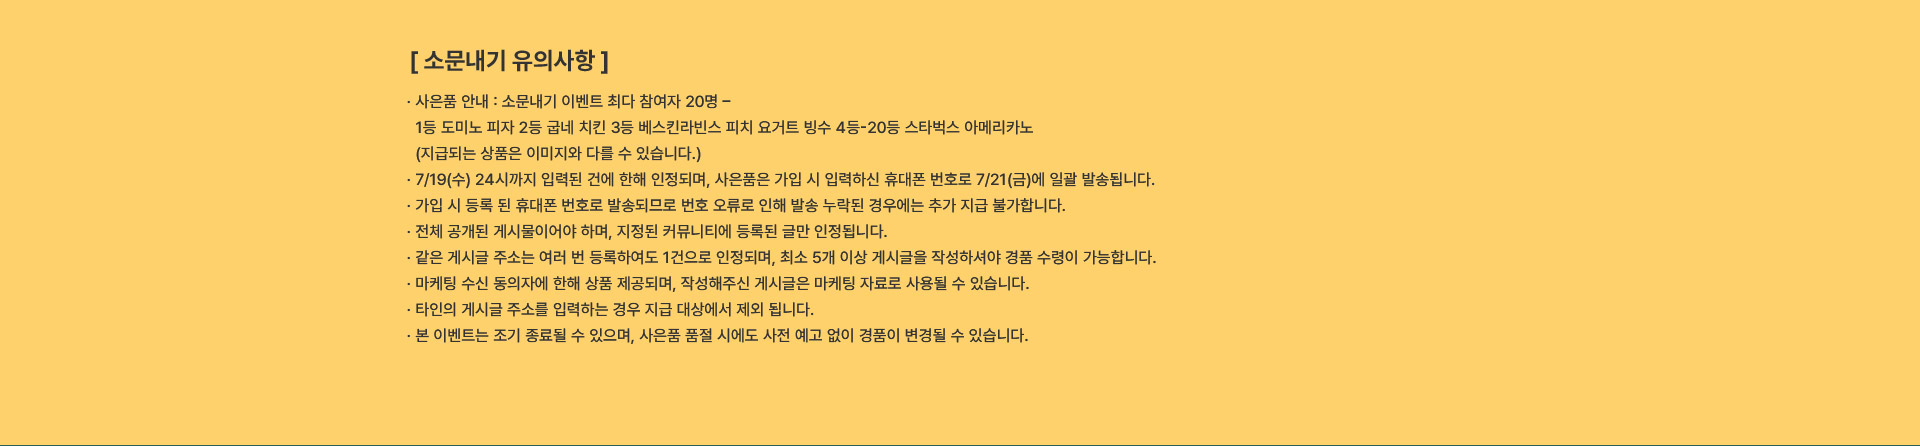 [ 소문내기 유의사항 ]
· 사은품 안내 : 소문내기 이벤트 최다 참여자 20명 –
1등 도미노 피자 2등 굽네 치킨 3등 베스킨라빈스 피치 요거트 빙수 4등-20등 스타벅스 아메리카노
(지급되는 상품은 이미지와 다를 수 있습니다.)
· 7/19(수) 24시까지 입력된 건에 한해 인정되며, 사은품은 가입 시 입력하신 휴대폰 번호로 7/21(금)에 일괄 발송됩니다.
· 가입 시 등록 된 휴대폰 번호로 발송되므로 번호 오류로 인해 발송 누락된 경우에는 추가 지급 불가합니다.
· 전체 공개된 게시물이어야 하며, 지정된 커뮤니티에 등록된 글만 인정됩니다.
· 같은 게시글 주소는 여러 번 등록하여도 1건으로 인정되며, 최소 5개 이상 게시글을 작성하셔야 경품 수령이 가능합니다.
· 마케팅 수신 동의자에 한해 상품 제공되며, 작성해주신 게시글은 마케팅 자료로 사용될 수 있습니다.
· 타인의 게시글 주소를 입력하는 경우 지급 대상에서 제외 됩니다.
· 본 이벤트는 조기 종료될 수 있으며, 사은품 품절 시에도 사전 예고 없이 경품이 변경될 수 있습니다.